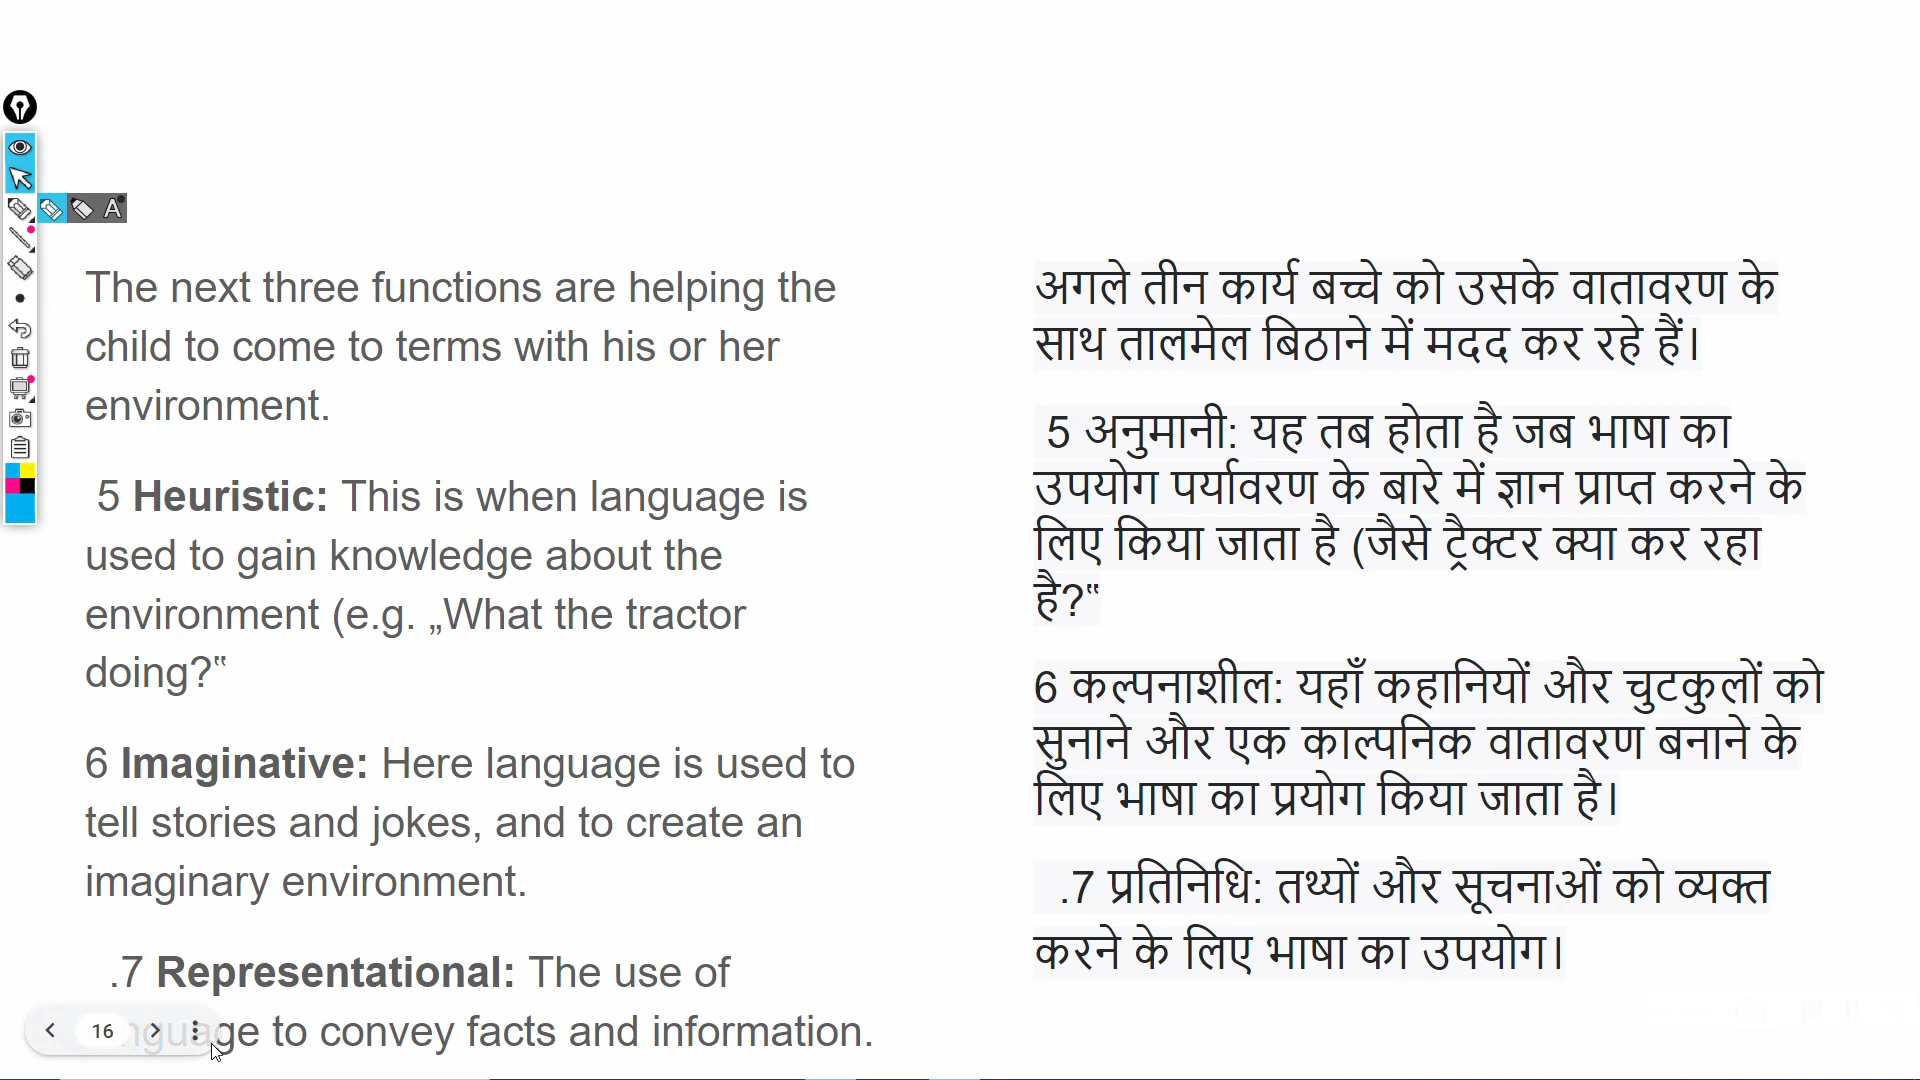 The next three functions are helping the
child to come to terms with his or her
environment.
5 Heuristic: This is when language is
used to gain knowledge about the
environment (e.g. „What the tractor
doing?‟
6 Imaginative: Here language is used to
tell stories and jokes, and to create an
imaginary environment.
.7 Representational: The use of
language to convey facts and information.
अगले तीन कार्य बच्चे को उसके वातावरण के
साथ तालमेल बिठाने में मदद कर रहे हैं।
5 अनुमानी: यह तब होता है जब भाषा का
उपयोग पर्यावरण के बारे में ज्ञान प्राप्त करने के
लिए किया जाता है (जैसे ट्रैक्टर क्या कर रहा
है?‟
6 कल्पनाशील: यहाँ कहानियों और चुटकुलों को
सुनाने और एक काल्पनिक वातावरण बनाने के
लिए भाषा का प्रयोग किया जाता है।
.7 प्रतिनिधि: तथ्यों और सूचनाओं को व्यक्त
करने के लिए भाषा का उपयोग।
A
16